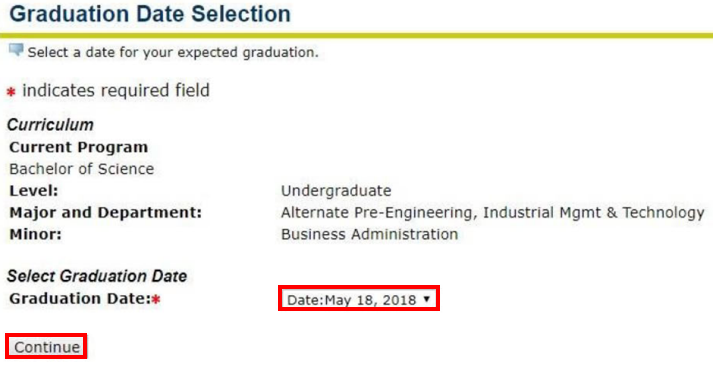 Graduation Date Selection
Select a date for your expected graduation.
* indicates required field
Curriculum
Current Program
Bachelor of Science
Level: Undergraduate
Major and Department: Alternate Pre-Engineering, Industrial Mgmt & Technology
Minor: Business Administration
Select Graduation Date
Graduation Date:* Date:May 18, 2018 ▼
Continue